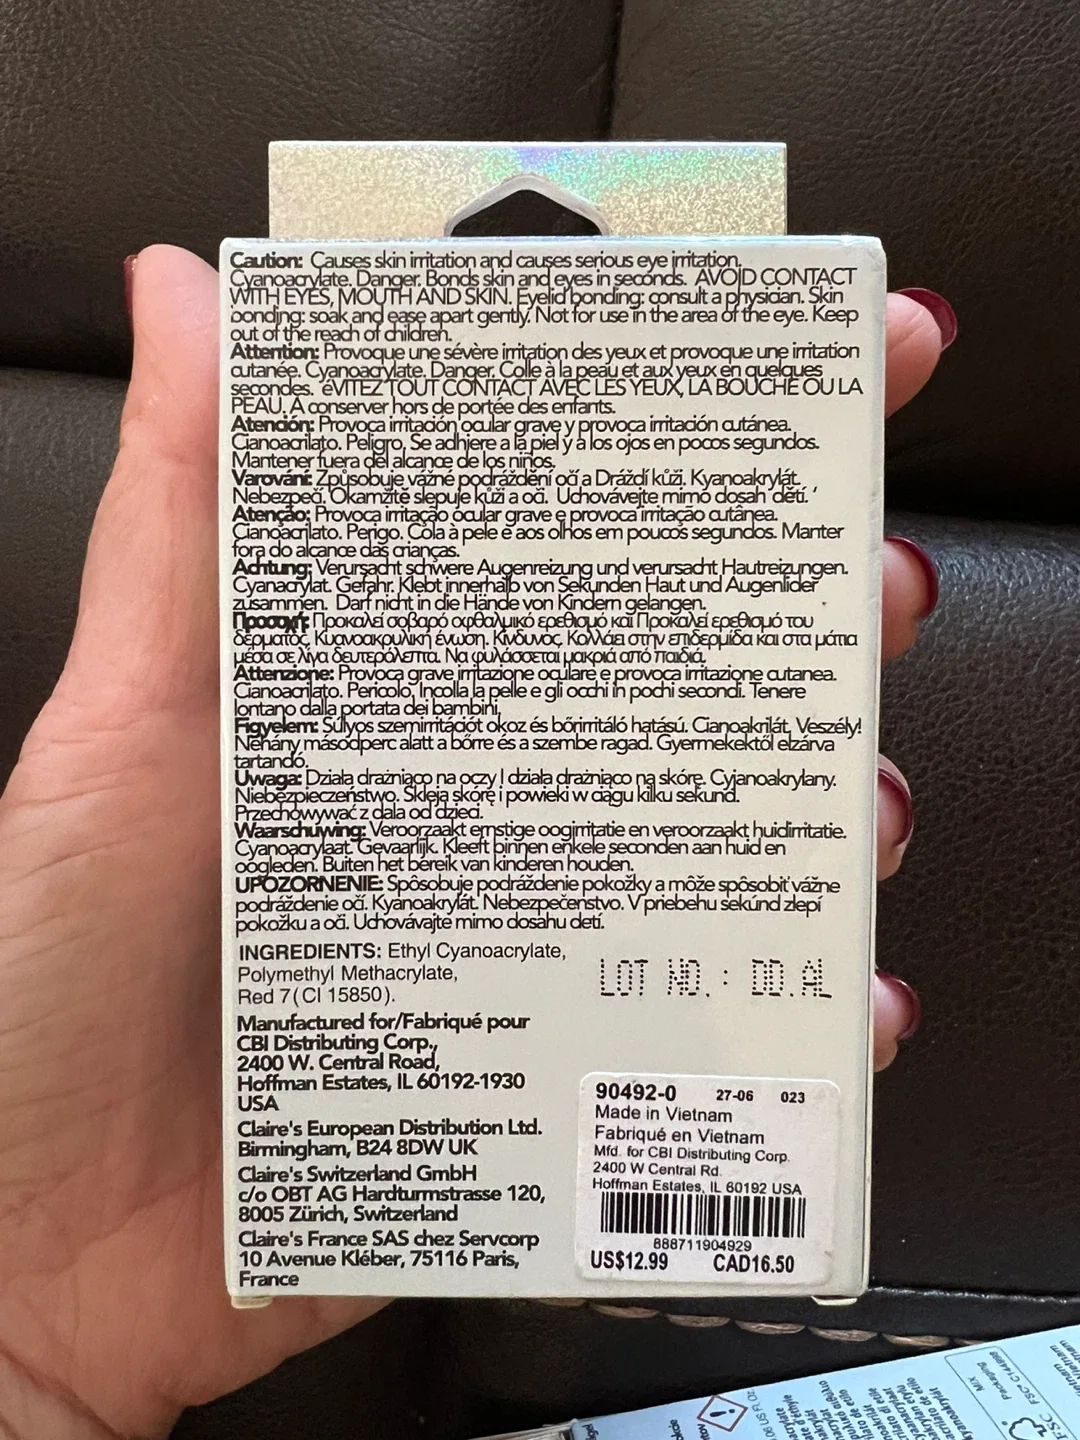 Caution: Causes skin irritation and causes serious eye irritation.
Cyanoacrylate. Danger. Bonds skin and eyes in seconds. AVOID CONTACT
WITH EYES, MOUTH AND SKIN. Eyelid bonding: consult a physician. Skin
bonding: soak and ease apart gently. Not for use in the area of the eye. Keep
out of the reach of children.
Attention: Provoque une sévère irritation des yeux et provoque une irritation
cutanée. Cyanoacrylate. Danger. Colle à la peau et aux yeux en quelques
secondes. éVITEZ TOUT CONTACT AVEC LES YEUX, LA BOUCHE OU LA
PEAU. A conserver hors de portée des enfants.
Atención: Provoca irritación ocular grave y provoca irritación cutánea.
Cianoacrilato. Peligro. Se adhiere a la piel y a los ojos en pocos segundos.
Mantener fuera del alcance de los niños.
Varování: Způsobuje vážné podráždění očí a Dráždí kůži. Kyanoakrylát.
Nebezpečí. Okamžitě slepuje kůži a oči. Uchovávejte mimo dosah dětí.
Atenção: Provoca irritação ocular grave e provoca irritação cutânea.
Cianoacrilato. Perigo. Cola à pele e aos olhos em poucos segundos. Manter
fora do alcance das crianças.
Achtung: Verursacht schwere Augenreizung und verursacht Hautreizungen.
Cyanacrylat. Gefahr. Klebt innerhalb von Sekunden Haut und Augenlider
zusammen. Darf nicht in die Hände von Kindern gelangen.
Προσοχή: Προκαλεί σοβαρό οφθαλμικό ερεθισμό και Προκαλεί ερεθισμό του
δέρματος. Κυανοακρυλική ένωση. Κίνδυνος. Κολλάει στην επιδερμίδα και στα μάτια
μέσα σε λίγα δευτερόλεπτα. Να φυλάσσεται μακριά από παιδιά.
Attenzione: Provoca grave irritazione oculare e provoca irritazione cutanea.
Cianoacrilato. Pericolo. Incolla la pelle e gli occhi in pochi secondi. Tenere
lontano dalla portata dei bambini.
Figyelem: Súlyos szemirritációt okoz és bőrirritáló hatású. Cianoakrilát. Veszély!
Néhány másodperc alatt a bőrre és a szembe ragad. Gyermekektől elzárva
tartandó.
Uwaga: Działa drażniąco na oczy I działa drażniąco na skórę. Cyjanoakrylany.
Niebezpieczeństwo. Skleja skórę i powieki w ciągu kilku sekund.
Przechowywać z dala od dzieci.
Waarschuwing: Veroorzaakt ernstige oogirritatie en veroorzaakt huidirritatie.
Cyanoacrylaat. Gevaarlijk. Kleeft binnen enkele seconden aan huid en
oogleden. Buiten het bereik van kinderen houden.
UPOZORNENIE: Spôsobuje podráždenie pokožky a môže spôsobiť vážne
podráždenie očí. Kyanoakrylát. Nebezpečenstvo. V priebehu sekúnd zlepí
pokožku a oči. Uchovávajte mimo dosahu detí.
INGREDIENTS: Ethyl Cyanoacrylate,
Polymethyl Methacrylate,
Red 7(CI 15850).
LOT NO.: DD.AL
Manufactured for/Fabriqué pour
CBI Distributing Corp.,
2400 W. Central Road,
Hoffman Estates, IL 60192-1930
USA
Claire's European Distribution Ltd.
Birmingham, B24 8DW UK
Claire's Switzerland GmbH
c/o OBT AG Hardturmstrasse 120,
8005 Zürich, Switzerland
Claire's France SAS chez Servcorp
10 Avenue Kléber, 75116 Paris,
France
90492-0 27-06 023
Made in Vietnam
Fabriqué en Vietnam
Mfd. for CBI Distributing Corp.
2400 W Central Rd.
Hoffman Estates, IL 60192 USA
888711904929
US$12.99 CAD16.50
MIX
Packaging
FSC